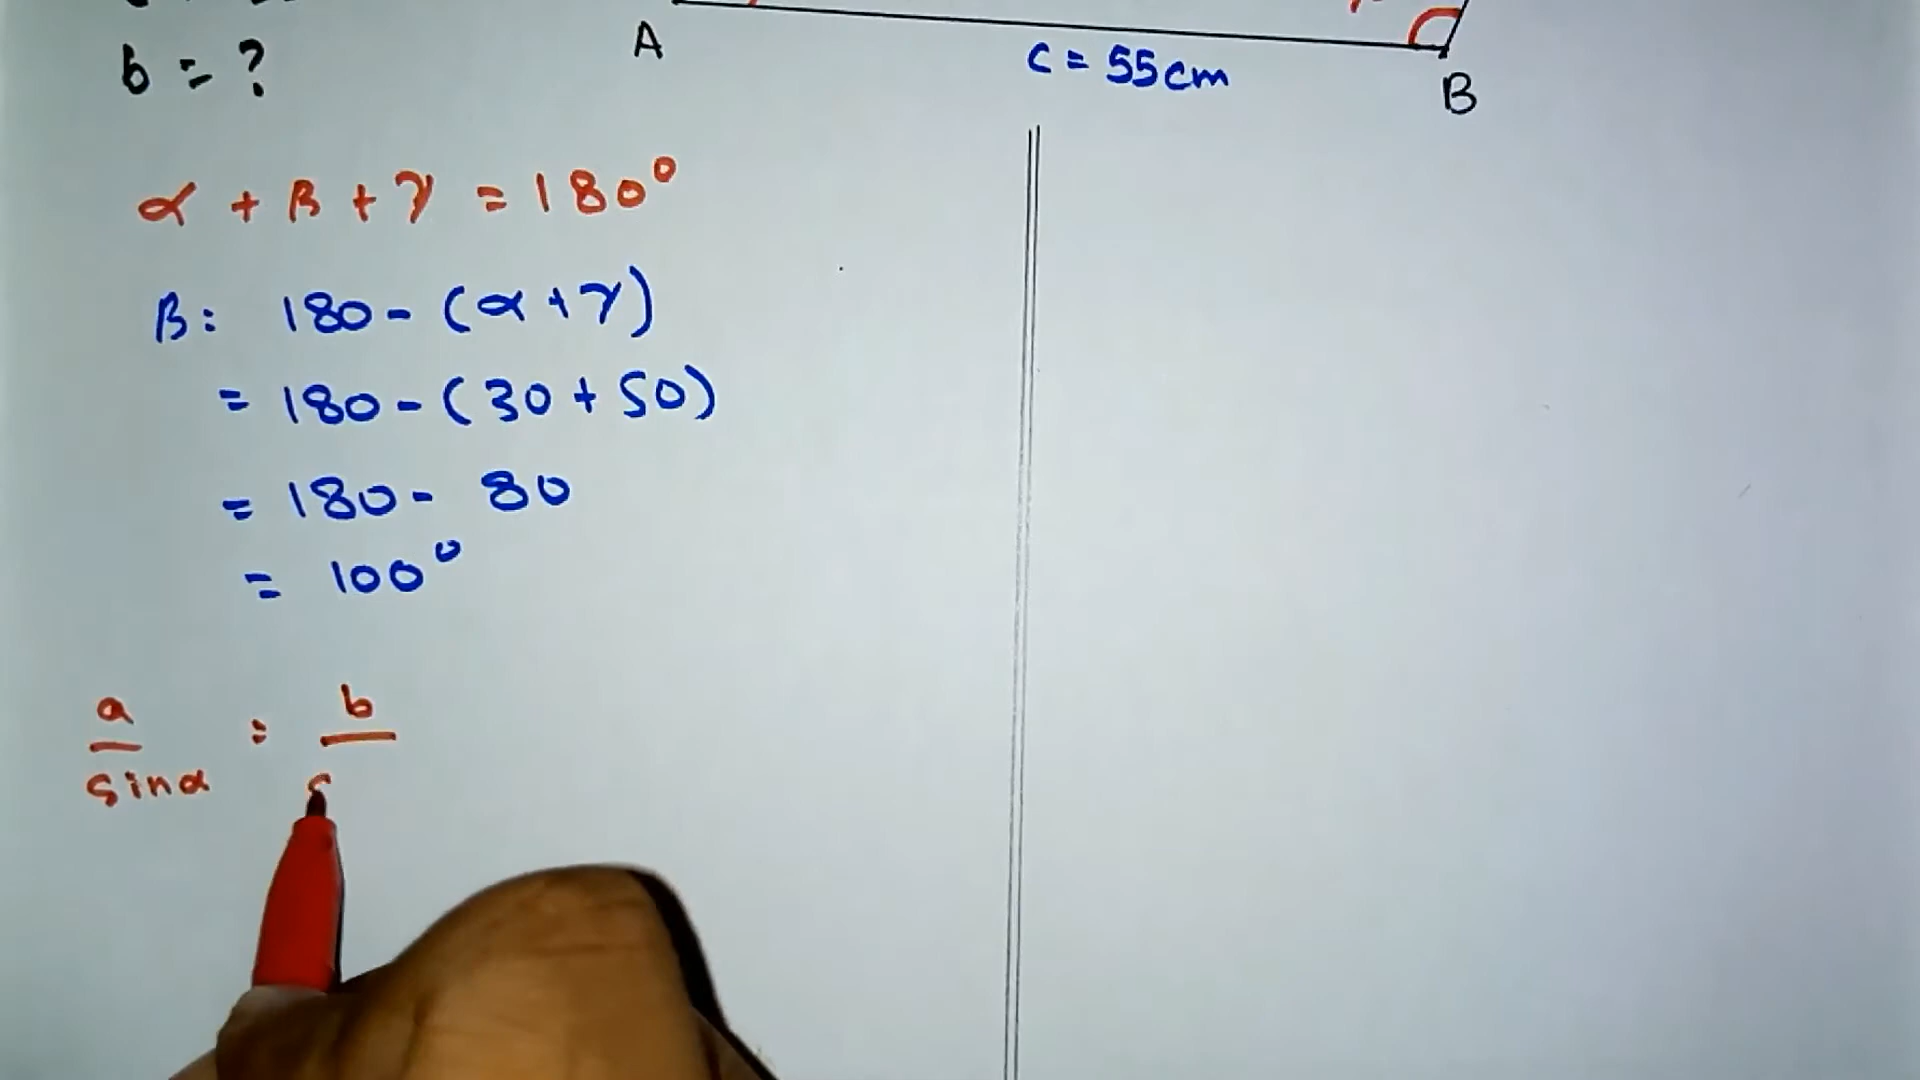 b = ?
A
c = 55cm
B
α + β + γ = 180°
β = 180 - (α + γ)
= 180 - (30 + 50)
= 180 - 80
= 100°
a = b
sinα s